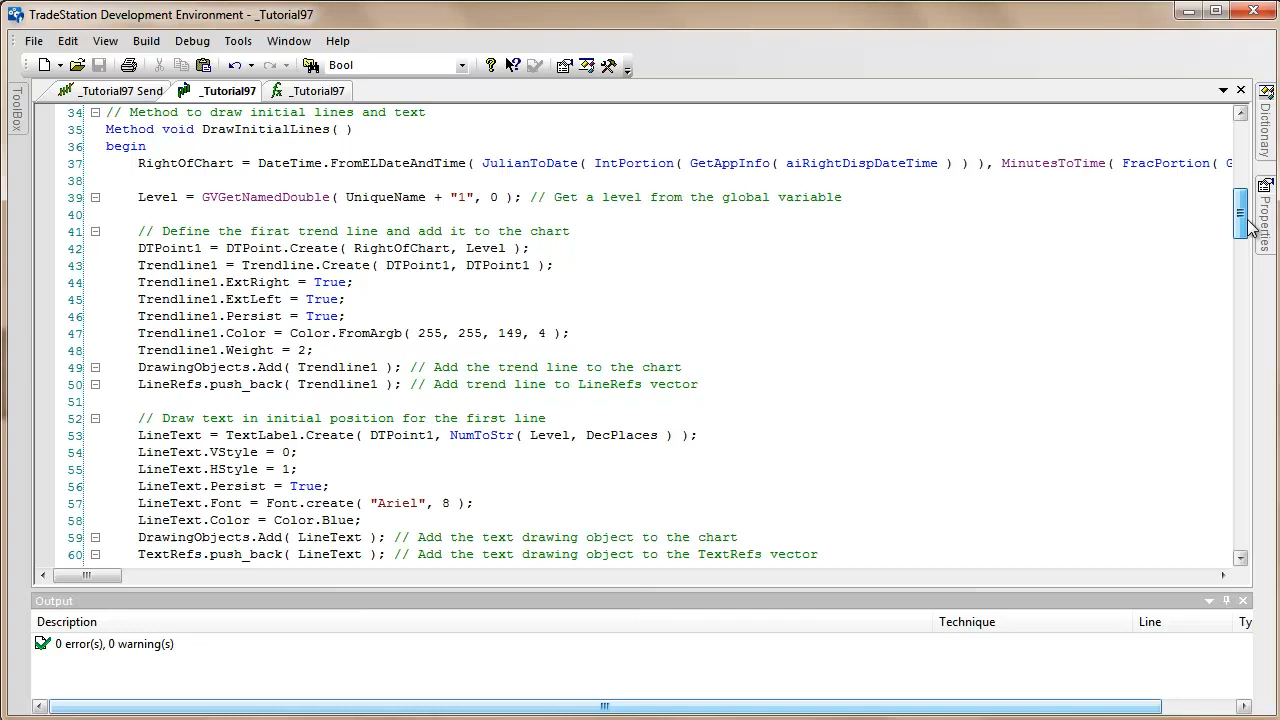 TradeStation Development Environment - _Tutorial97
File Edit View Build Debug Tools Window Help
Bool
_Tutorial97 Send _Tutorial97 _Tutorial97
ToolBox
Dictionary
Properties
34 // Method to draw initial lines and text
35 Method void DrawInitialLines( )
36 begin
37 RightOfChart = DateTime.FromELDateAndTime( JulianToDate( IntPortion( GetAppInfo( aiRightDispDateTime ) ) ), MinutesToTime( FracPortion( G
38
39 Level = GVGetNamedDouble( UniqueName + "1", 0 ); // Get a level from the global variable
40
41 // Define the firat trend line and add it to the chart
42 DTPoint1 = DTPoint.Create( RightOfChart, Level );
43 Trendline1 = Trendline.Create( DTPoint1, DTPoint1 );
44 Trendline1.ExtRight = True;
45 Trendline1.ExtLeft = True;
46 Trendline1.Persist = True;
47 Trendline1.Color = Color.FromArgb( 255, 255, 149, 4 );
48 Trendline1.Weight = 2;
49 DrawingObjects.Add( Trendline1 ); // Add the trend line to the chart
50 LineRefs.push_back( Trendline1 ); // Add trend line to LineRefs vector
51
52 // Draw text in initial position for the first line
53 LineText = TextLabel.Create( DTPoint1, NumToStr( Level, DecPlaces ) );
54 LineText.VStyle = 0;
55 LineText.HStyle = 1;
56 LineText.Persist = True;
57 LineText.Font = Font.create( "Ariel", 8 );
58 LineText.Color = Color.Blue;
59 DrawingObjects.Add( LineText ); // Add the text drawing object to the chart
60 TextRefs.push_back( LineText ); // Add the text drawing object to the TextRefs vector
Output
Description Technique Line Ty
0 error(s), 0 warning(s)